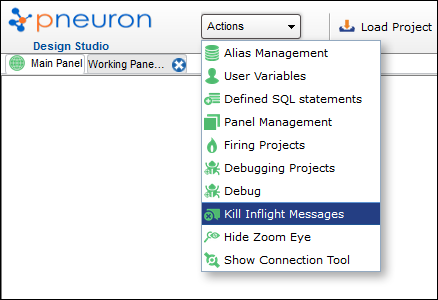 pneuron
Design Studio
Actions
Load Project
Main Panel
Working Pane...
Alias Management
User Variables
Defined SQL statements
Panel Management
Firing Projects
Debugging Projects
Debug
Kill Inflight Messages
Hide Zoom Eye
Show Connection Tool